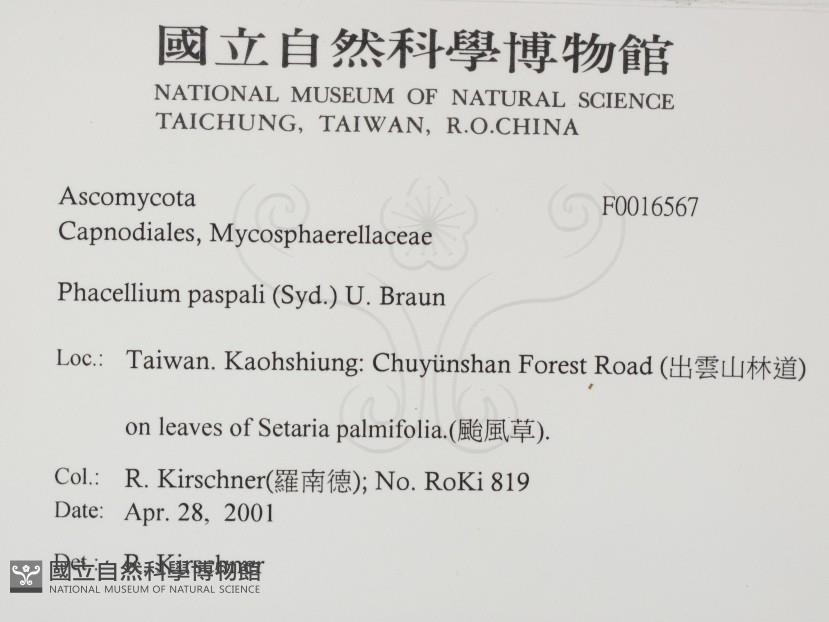 國立自然科學博物館
NATIONAL MUSEUM OF NATURAL SCIENCE
TAICHUNG, TAIWAN, R.O.CHINA
Ascomycota
F0016567
Capnodiales, Mycosphaerellaceae
Phacellium paspali (Syd.) U. Braun
Loc.: Taiwan. Kaohshiung: Chuyünshan Forest Road (出雲山林道)
on leaves of Setaria palmifolia.(颱風草).
Col.: R. Kirschner(羅南德); No. RoKi 819
Date: Apr. 28, 2001
Det.: R. Kirschner
國立自然科學博物館
NATIONAL MUSEUM OF NATURAL SCIENCE